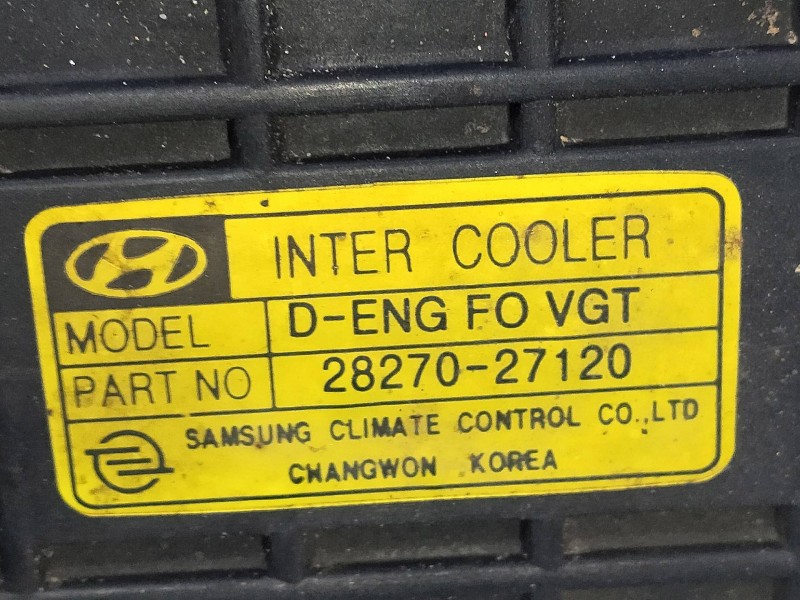 INTER COOLER
MODEL D-ENG FO VGT
PART NO 28270-27120
SAMSUNG CLIMATE CONTROL CO.,LTD
CHANGWON KOREA